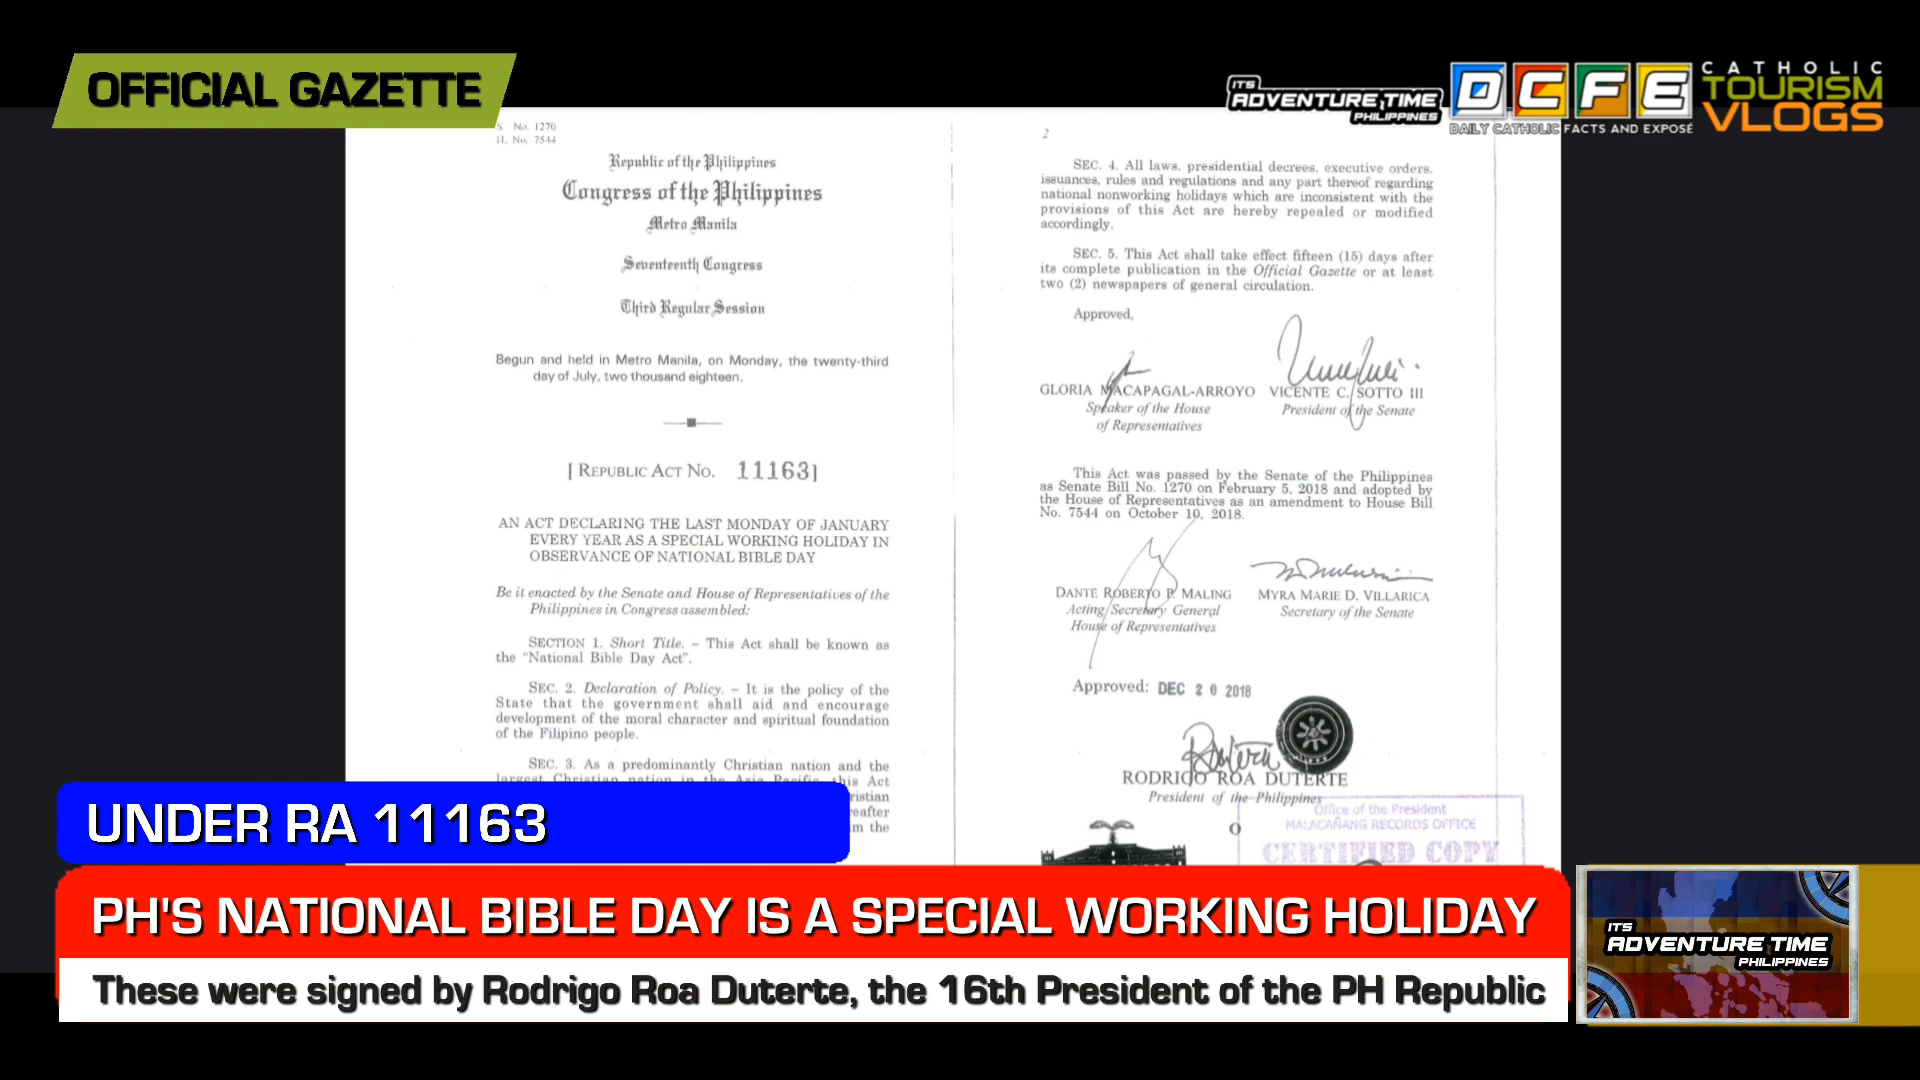 OFFICIAL GAZETTE
ITS
ADVENTURE TIME
PHILIPPINES
DCFE
DAILY CATHOLIC FACTS AND EXPOSÉ
CATHOLIC
TOURISM
VLOGS
S. No. 1270
H. No. 7544
Republic of the Philippines
Congress of the Philippines
Metro Manila
Seventeenth Congress
Third Regular Session
Begun and held in Metro Manila, on Monday, the twenty-third
day of July, two thousand eighteen.
[ REPUBLIC ACT NO. 11163]
AN ACT DECLARING THE LAST MONDAY OF JANUARY
EVERY YEAR AS A SPECIAL WORKING HOLIDAY IN
OBSERVANCE OF NATIONAL BIBLE DAY
Be it enacted by the Senate and House of Representatives of the
Philippines in Congress assembled:
SECTION 1. Short Title. – This Act shall be known as
the “National Bible Day Act”.
SEC. 2. Declaration of Policy. – It is the policy of the
State that the government shall aid and encourage
development of the moral character and spiritual foundation
of the Filipino people.
SEC. 3. As a predominantly Christian nation and the
largest Christian nation in the Asia Pacific, this Act
ristian
eafter
m the
2
SEC. 4. All laws, presidential decrees, executive orders,
issuances, rules and regulations and any part thereof regarding
national nonworking holidays which are inconsistent with the
provisions of this Act are hereby repealed or modified
accordingly.
SEC. 5. This Act shall take effect fifteen (15) days after
its complete publication in the Official Gazette or at least
two (2) newspapers of general circulation.
Approved,
GLORIA MACAPAGAL-ARROYO VICENTE C. SOTTO III
Speaker of the House President of the Senate
of Representatives
This Act was passed by the Senate of the Philippines
as Senate Bill No. 1270 on February 5, 2018 and adopted by
the House of Representatives as an amendment to House Bill
No. 7544 on October 10, 2018.
DANTE ROBERTO P. MALING MYRA MARIE D. VILLARICA
Acting Secretary General Secretary of the Senate
House of Representatives
Approved: DEC 20 2018
RODRIGO ROA DUTERTE
President of the Philippines
O
Office of the President
MALACAÑANG RECORDS OFFICE
CERTIFIED COPY
UNDER RA 11163
PH'S NATIONAL BIBLE DAY IS A SPECIAL WORKING HOLIDAY
These were signed by Rodrigo Roa Duterte, the 16th President of the PH Republic
ITS
ADVENTURE TIME
PHILIPPINES